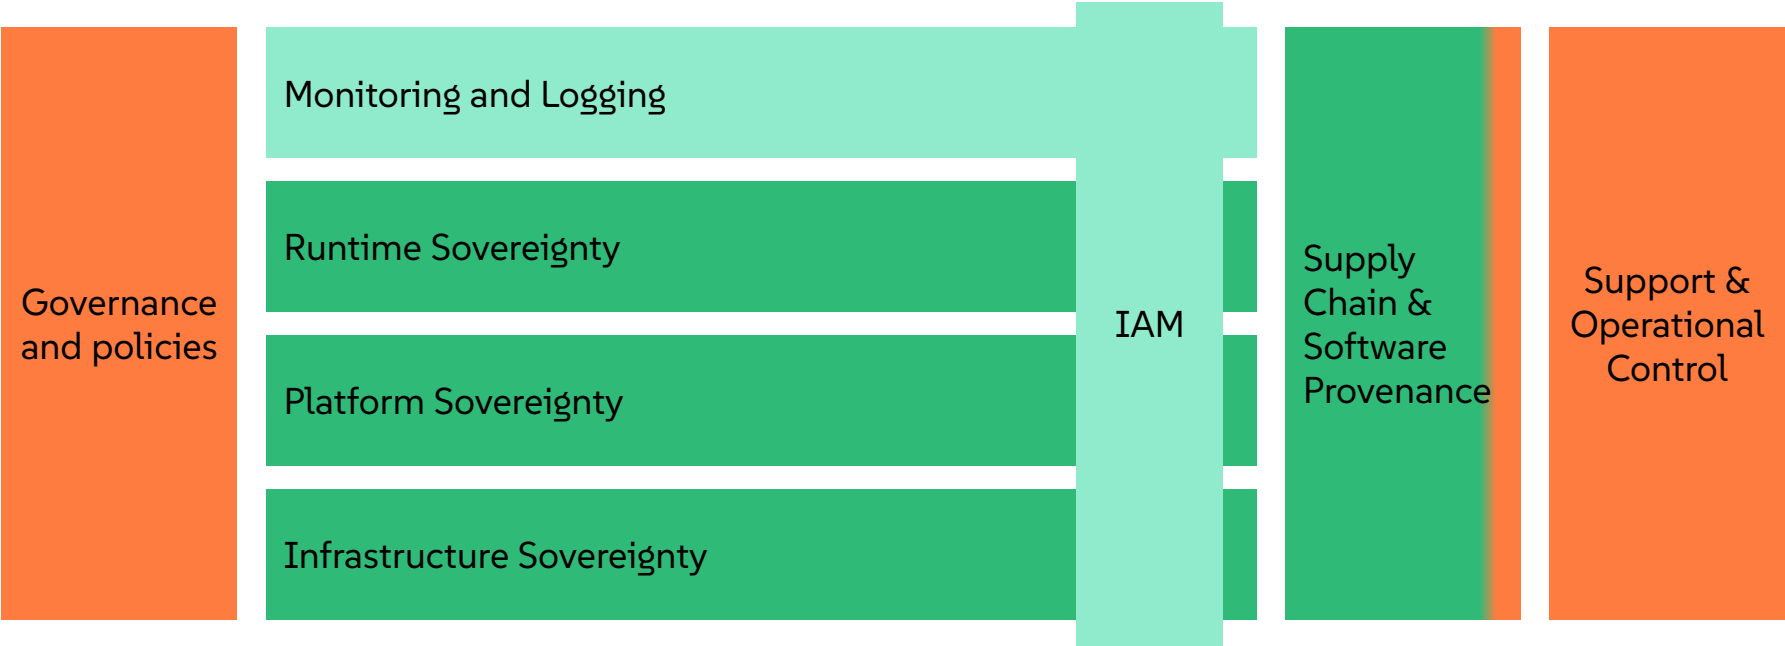 Governance
and policies
Monitoring and Logging
Runtime Sovereignty
Platform Sovereignty
Infrastructure Sovereignty
IAM
Supply
Chain &
Software
Provenance
Support &
Operational
Control